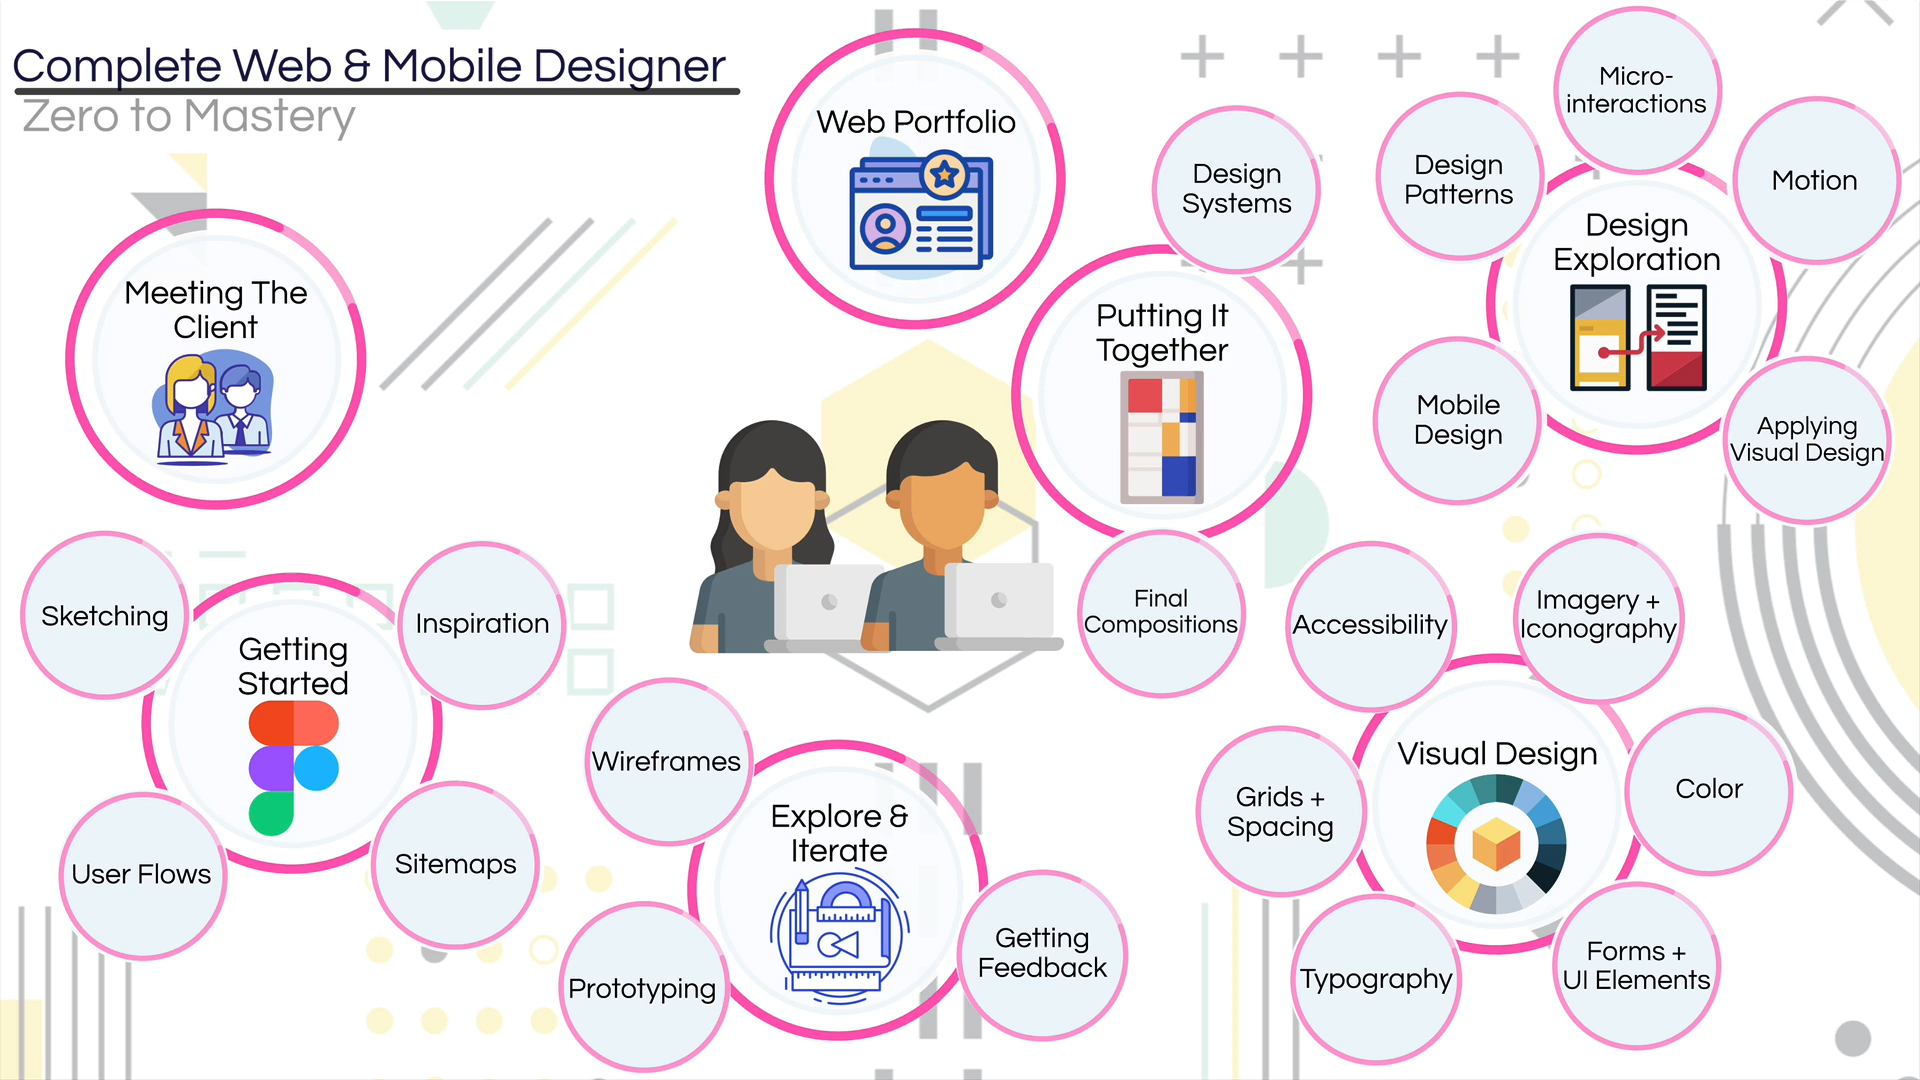 Complete Web & Mobile Designer
Zero to Mastery
Meeting The
Client
Getting
Started
Sketching
Inspiration
User Flows
Sitemaps
Explore &
Iterate
Wireframes
Prototyping
Getting
Feedback
Visual Design
Accessibility
Imagery +
Iconography
Grids +
Spacing
Color
Typography
Forms +
UI Elements
Design
Exploration
Design
Patterns
Micro-
interactions
Motion
Mobile
Design
Applying
Visual Design
Putting It
Together
Design
Systems
Final
Compositions
Web Portfolio